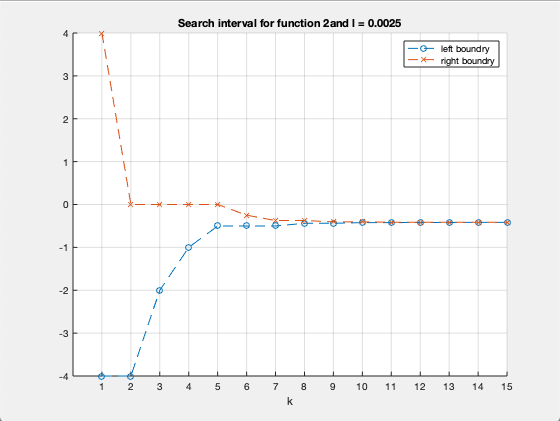 Search interval for function 2and l = 0.0025
left boundry
right boundry
4
3
2
1
0
-1
-2
-3
-4
1 2 3 4 5 6 7 8 9 10 11 12 13 14 15
k